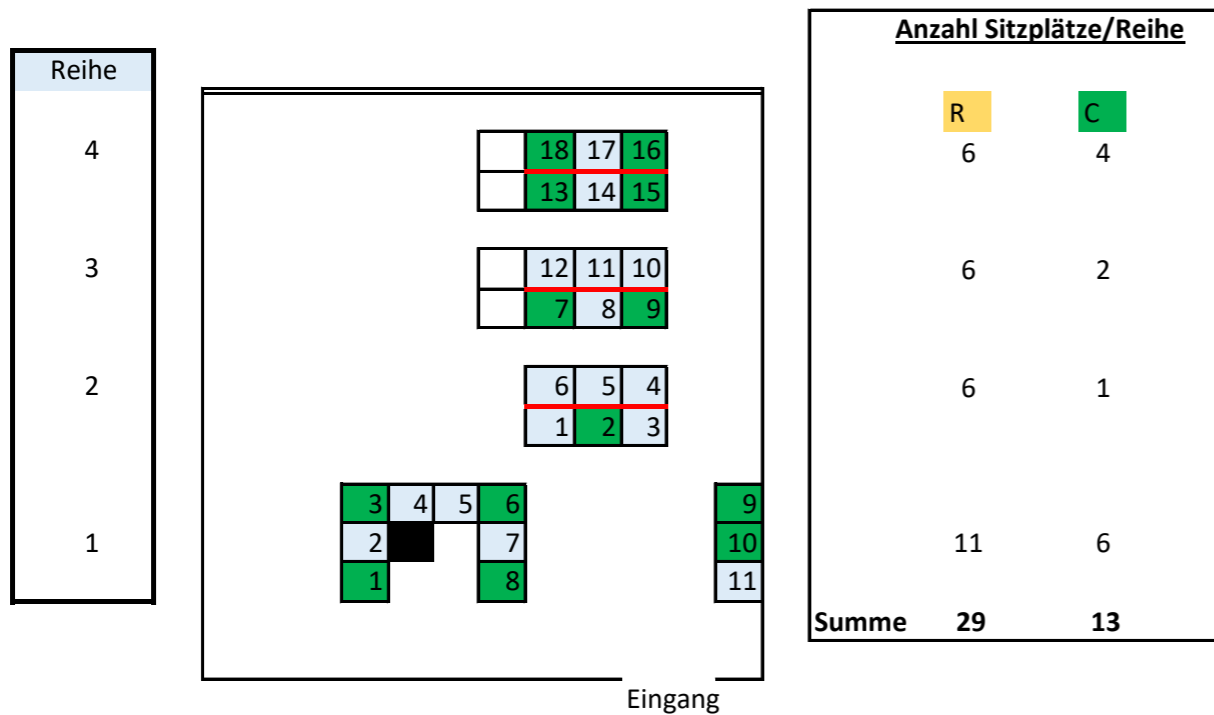 Anzahl Sitzplätze/Reihe
Reihe
R C
4 18 17 16 6 4
13 14 15
3 12 11 10 6 2
7 8 9
2 6 5 4 6 1
1 2 3
3 4 5 6 9
1 2 7 10 11 6
1 8 11
Summe 29 13
Eingang